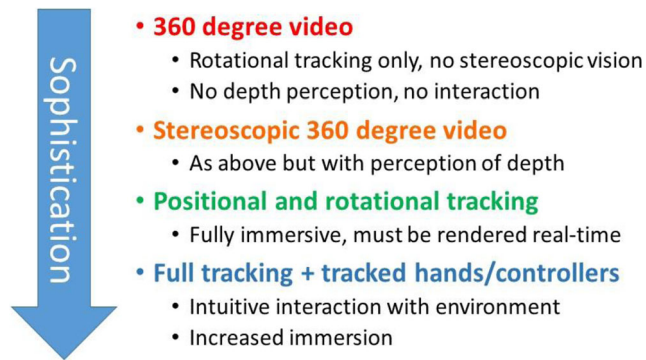 Sophistication
• 360 degree video
• Rotational tracking only, no stereoscopic vision
• No depth perception, no interaction
• Stereoscopic 360 degree video
• As above but with perception of depth
• Positional and rotational tracking
• Fully immersive, must be rendered real-time
• Full tracking + tracked hands/controllers
• Intuitive interaction with environment
• Increased immersion